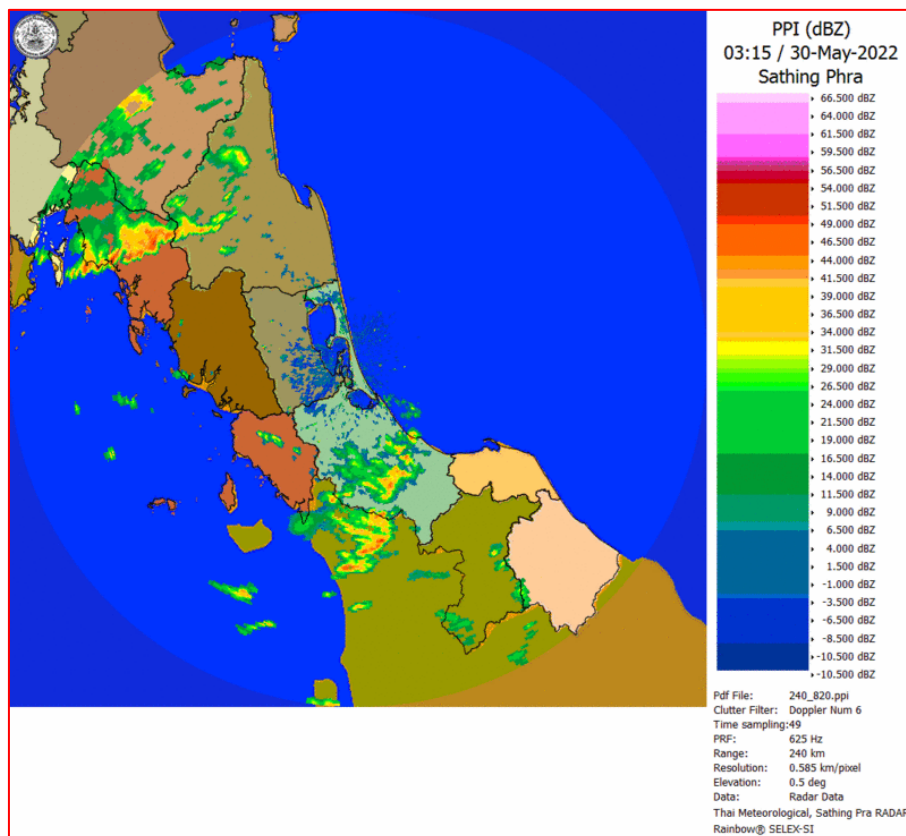 PPI (dBZ)
03:15 / 30-May-2022
Sathing Phra
66.500 dBZ
64.000 dBZ
61.500 dBZ
59.500 dBZ
56.500 dBZ
54.000 dBZ
51.500 dBZ
49.000 dBZ
46.500 dBZ
44.000 dBZ
41.500 dBZ
39.000 dBZ
36.500 dBZ
34.000 dBZ
31.500 dBZ
29.000 dBZ
26.500 dBZ
24.000 dBZ
21.500 dBZ
19.000 dBZ
16.500 dBZ
14.000 dBZ
11.500 dBZ
9.000 dBZ
6.500 dBZ
4.000 dBZ
1.500 dBZ
-1.000 dBZ
-3.500 dBZ
-6.500 dBZ
-8.500 dBZ
-10.500 dBZ
-10.500 dBZ
Pdf File: 240_820.ppi
Clutter Filter: Doppler Num 6
Time sampling:49
PRF: 625 Hz
Range: 240 km
Resolution: 0.585 km/pixel
Elevation: 0.5 deg
Data: Radar Data
Thai Meteorological, Sathing Pra RADAR
Rainbow® SELEX-SI